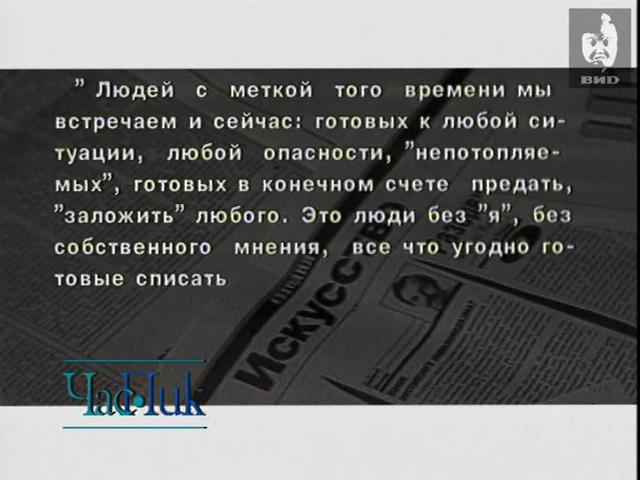 ВИD
" Людей с меткой того времени мы
встречаем и сейчас: готовых к любой си-
туации, любой опасности, "непотопляе-
мых", готовых в конечном счете предать,
"заложить" любого. Это люди без "я", без
собственного мнения, все что угодно го-
товые списать
Искусство
Час Пик